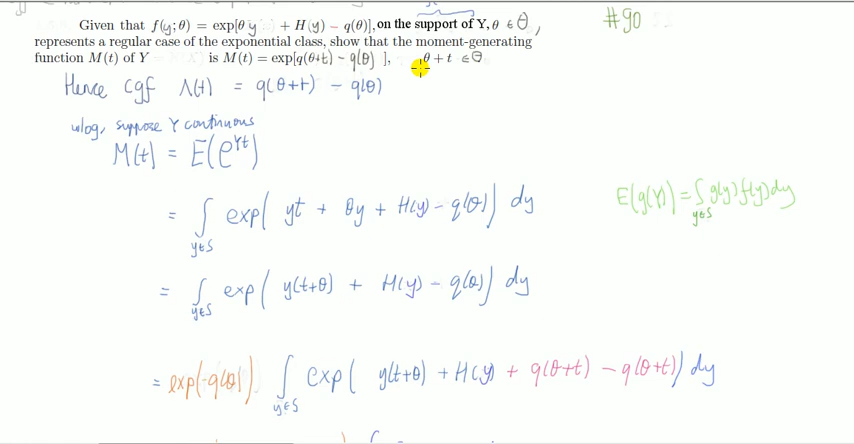 Given that f(y; θ) = exp[θ y + H(y) − q(θ)], on the support of Y, θ ∈ Θ, #90
represents a regular case of the exponential class, show that the moment-generating
function M(t) of Y is M(t) = exp[q(θ+t) − q(θ) ], θ + t ∈ Θ
Hence cgf Λ(t) = q(θ+t) − q(θ)
wlog, suppose Y continuous
M(t) = E(e^{Yt})
E(g(Y)) = ∫_{y∈S} g(y) f(y) dy
= ∫_{y∈S} exp( yt + θy + H(y) − q(θ)) dy
= ∫_{y∈S} exp( y(t+θ) + H(y) − q(θ)) dy
= exp(−q(θ)) ∫_{y∈S} exp( y(t+θ) + H(y) + q(θ+t) − q(θ+t)) dy